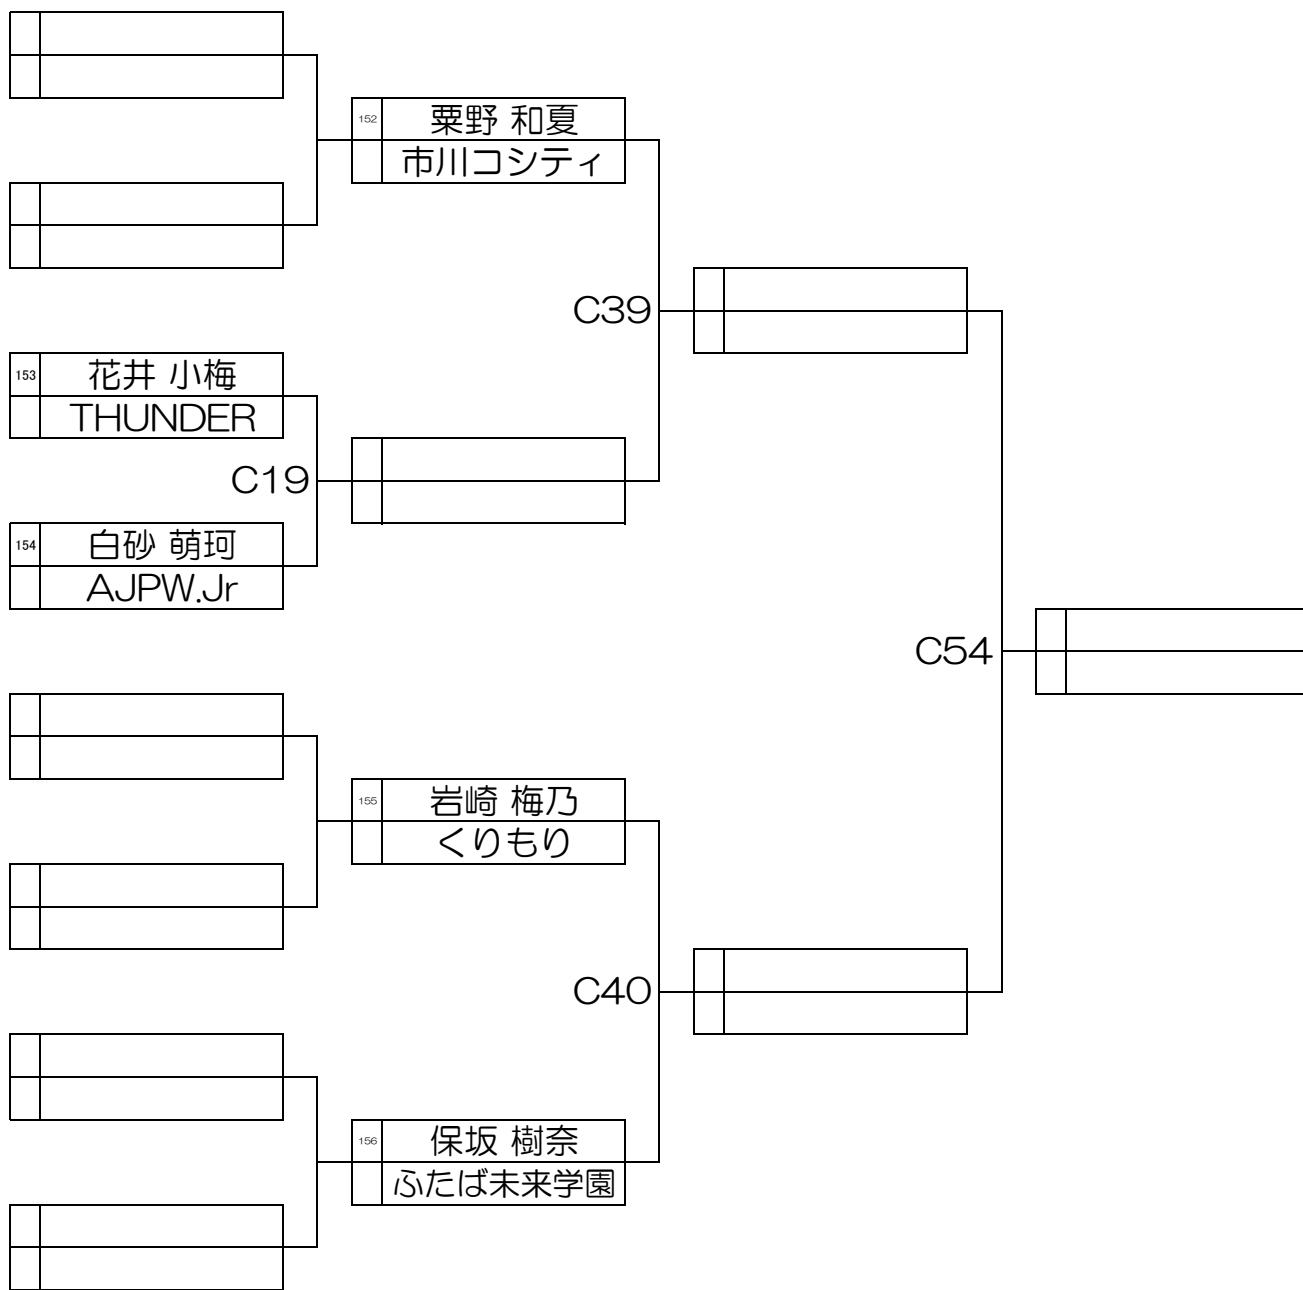 152
粟野 和夏
市川コシティ
C39
153
花井 小梅
THUNDER
C19
154
白砂 萌珂
AJPW.Jr
C54
155
岩崎 梅乃
くりもり
C40
156
保坂 樹奈
ふたば未来学園